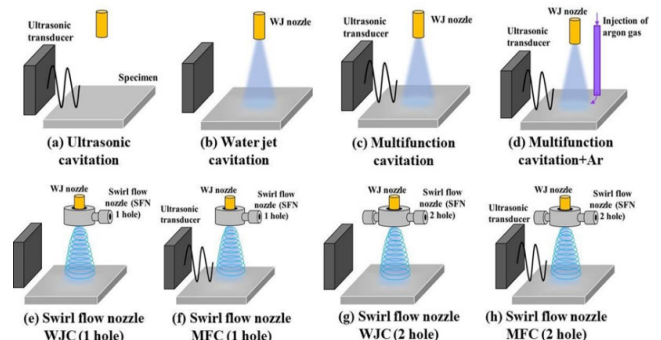 Ultrasonic
transducer
Specimen
(a) Ultrasonic
cavitation
WJ nozzle
(b) Water jet
cavitation
WJ nozzle
Ultrasonic
transducer
(c) Multifunction
cavitation
WJ nozzle
Injection of
argon gas
Ultrasonic
transducer
(d) Multifunction
cavitation+Ar
WJ nozzle
Swirl flow
nozzle (SFN
1 hole)
(e) Swirl flow nozzle
WJC (1 hole)
WJ nozzle
Swirl flow
nozzle (SFN
1 hole)
Ultrasonic
transducer
(f) Swirl flow nozzle
MFC (1 hole)
WJ nozzle
Swirl flow
nozzle (SFN
2 hole)
(g) Swirl flow nozzle
WJC (2 hole)
WJ nozzle
Swirl flow
nozzle (SFN
2 hole)
Ultrasonic
transducer
(h) Swirl flow nozzle
MFC (2 hole)